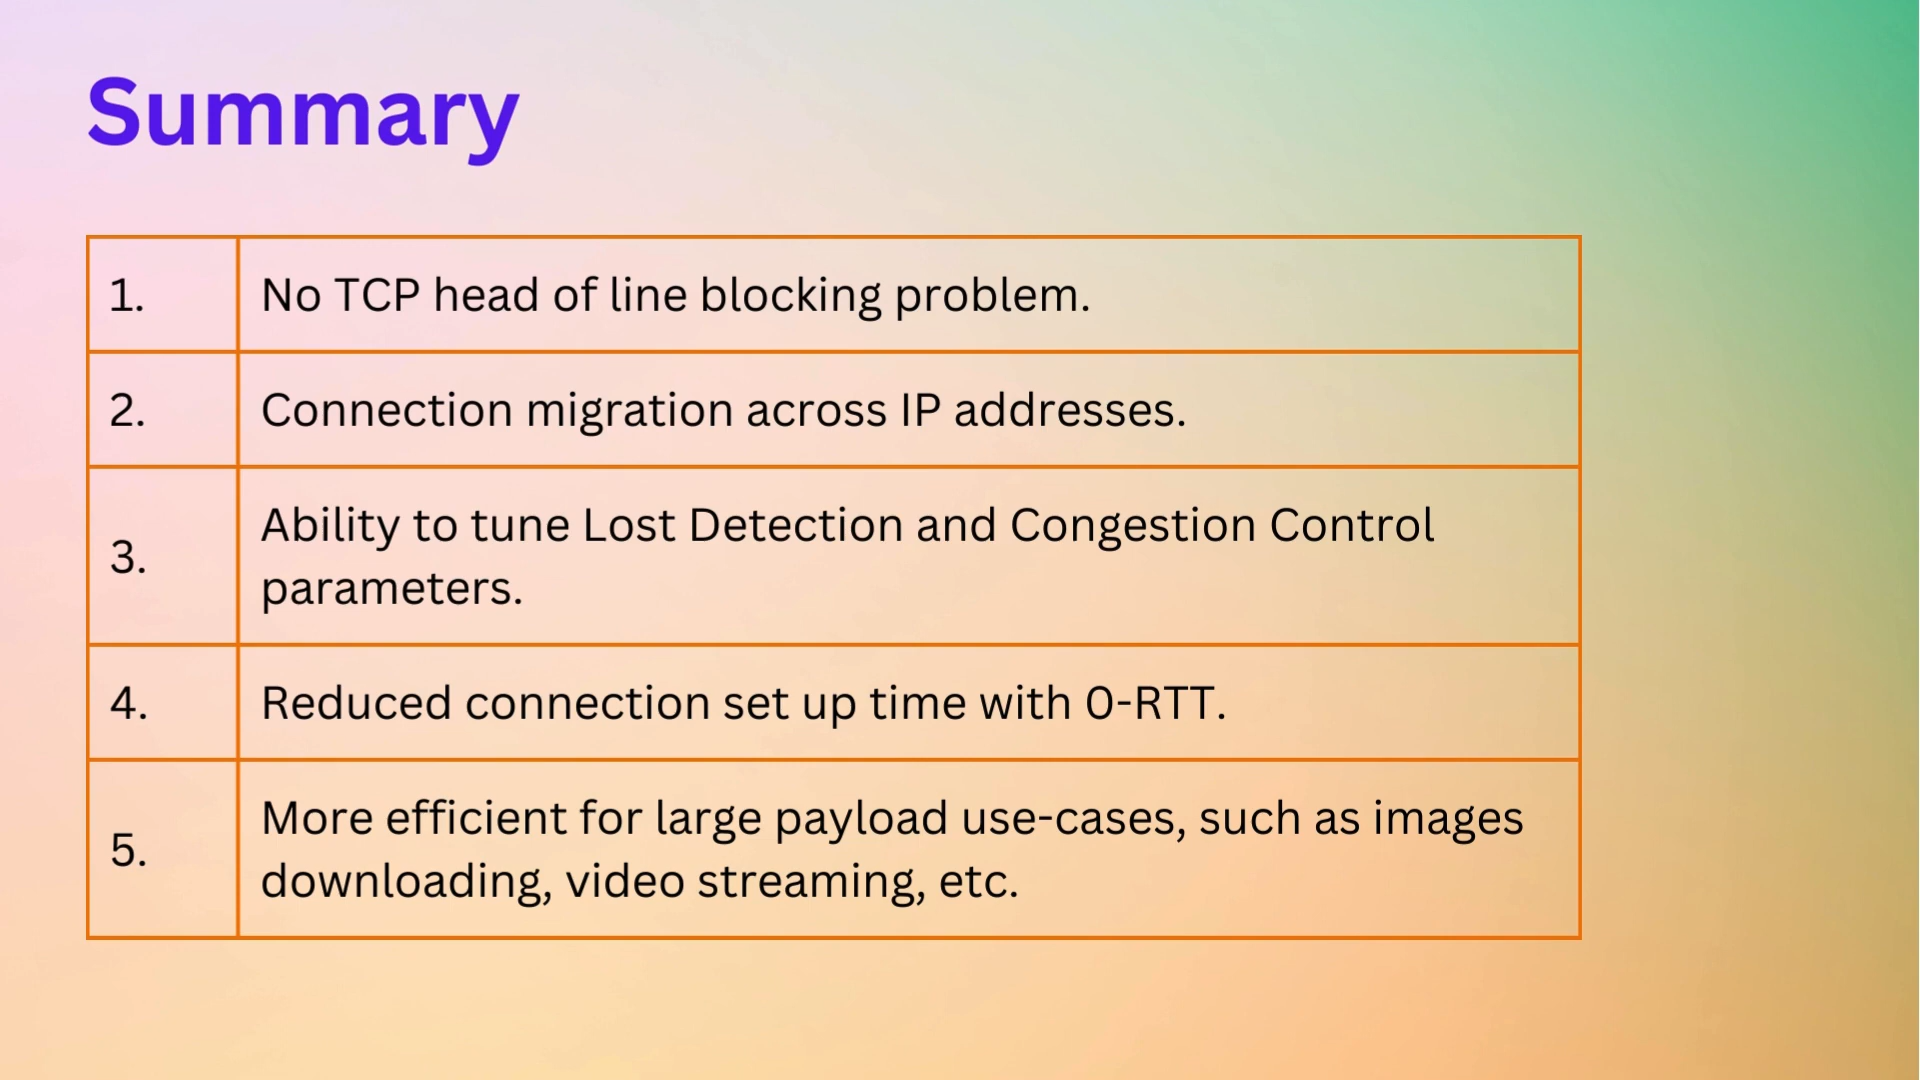 Summary
1. No TCP head of line blocking problem.
2. Connection migration across IP addresses.
3. Ability to tune Lost Detection and Congestion Control
parameters.
4. Reduced connection set up time with 0-RTT.
5. More efficient for large payload use-cases, such as images
downloading, video streaming, etc.